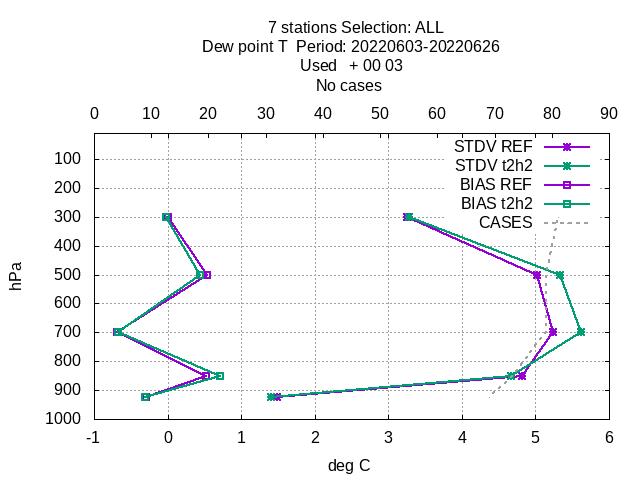 7 stations Selection: ALL
Dew point T  Period: 20220603-20220626
Used   + 00 03
No cases
0 10 20 30 40 50 60 70 80 90
STDV REF
STDV t2h2
BIAS REF
BIAS t2h2
CASES
hPa
100
200
300
400
500
600
700
800
900
1000
-1 0 1 2 3 4 5 6
deg C